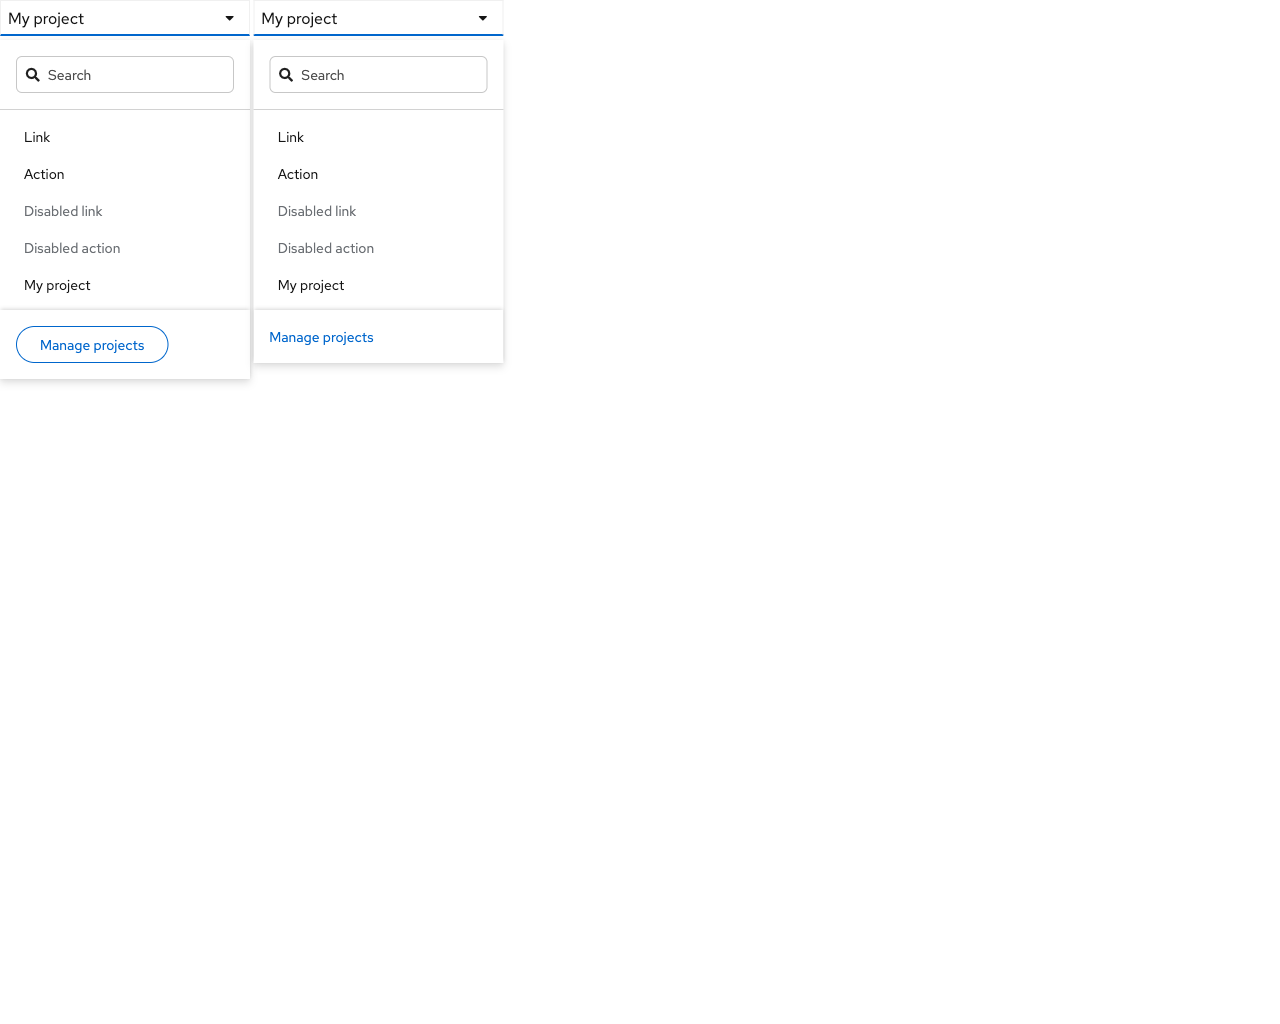 My project
Search
Link
Action
Disabled link
Disabled action
My project
Manage projects
My project
Search
Link
Action
Disabled link
Disabled action
My project
Manage projects